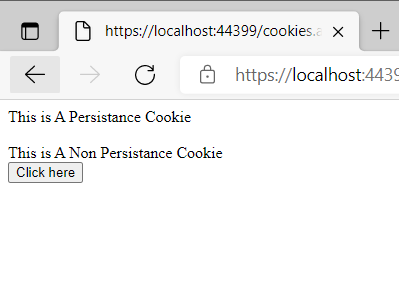 https://localhost:44399/cookies.a
https://localhost:4439
This is A Persistance Cookie
This is A Non Persistance Cookie
Click here